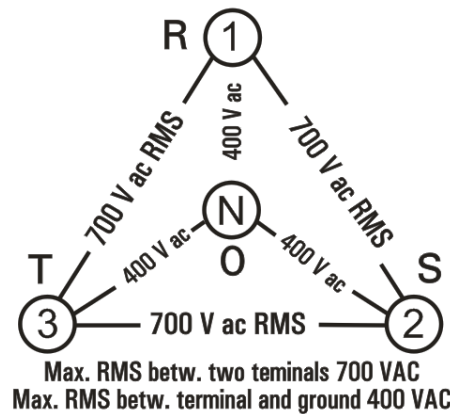 R 1
400 V ac
700 V ac RMS
700 V ac RMS
N
O
400 V ac
400 V ac
T
S
3
700 V ac RMS
2
Max. RMS betw. two teminals 700 VAC
Max. RMS betw. terminal and ground 400 VAC